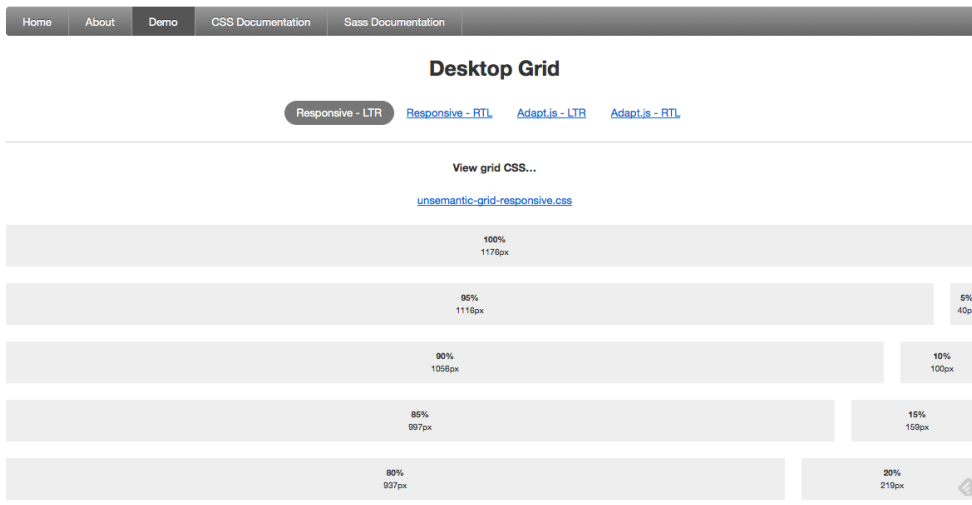 Home About Demo CSS Documentation Sass Documentation
Desktop Grid
Responsive - LTR Responsive - RTL Adapt.js - LTR Adapt.js - RTL
View grid CSS...
unsemantic-grid-responsive.css
100%
1176px
95% 5%
1116px 40p
90% 10%
1056px 100px
85% 15%
997px 159px
80% 20%
937px 219px